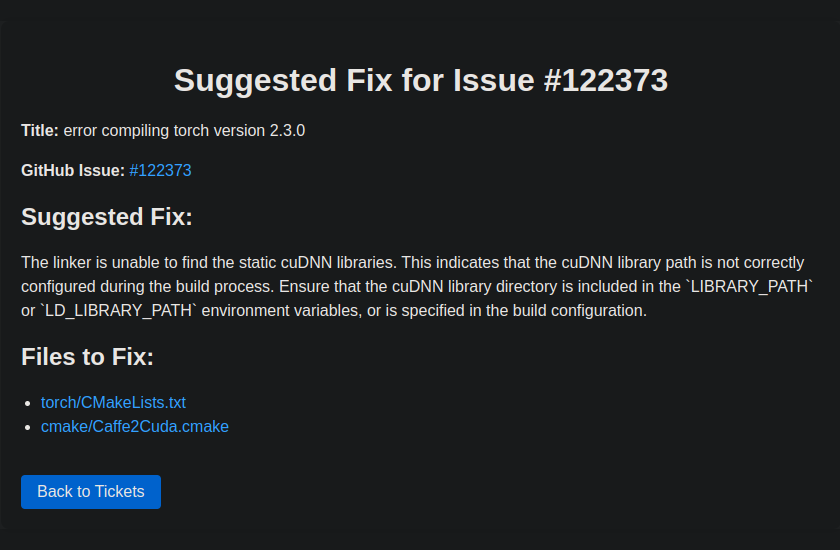 Suggested Fix for Issue #122373
Title: error compiling torch version 2.3.0
GitHub Issue: #122373
Suggested Fix:
The linker is unable to find the static cuDNN libraries. This indicates that the cuDNN library path is not correctly
configured during the build process. Ensure that the cuDNN library directory is included in the `LIBRARY_PATH`
or `LD_LIBRARY_PATH` environment variables, or is specified in the build configuration.
Files to Fix:
• torch/CMakeLists.txt
• cmake/Caffe2Cuda.cmake
Back to Tickets